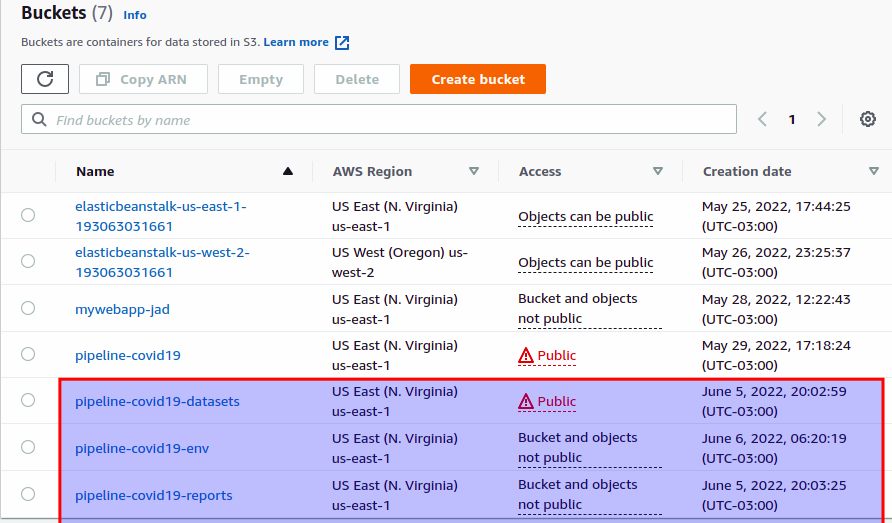 Buckets (7) Info
Buckets are containers for data stored in S3. Learn more
Copy ARN Empty Delete Create bucket
Find buckets by name 1
Name AWS Region Access Creation date
elasticbeanstalk-us-east-1- US East (N. Virginia) Objects can be public May 25, 2022, 17:44:25
193063031661 us-east-1 (UTC-03:00)
elasticbeanstalk-us-west-2- US West (Oregon) us- Objects can be public May 26, 2022, 23:25:37
193063031661 west-2 (UTC-03:00)
mywebapp-jad US East (N. Virginia) Bucket and objects May 28, 2022, 12:22:43
us-east-1 not public (UTC-03:00)
pipeline-covid19 US East (N. Virginia) Public May 29, 2022, 17:18:24
us-east-1 (UTC-03:00)
pipeline-covid19-datasets US East (N. Virginia) Public June 5, 2022, 20:02:59
us-east-1 (UTC-03:00)
pipeline-covid19-env US East (N. Virginia) Bucket and objects June 6, 2022, 06:20:19
us-east-1 not public (UTC-03:00)
pipeline-covid19-reports US East (N. Virginia) Bucket and objects June 5, 2022, 20:03:25
us-east-1 not public (UTC-03:00)